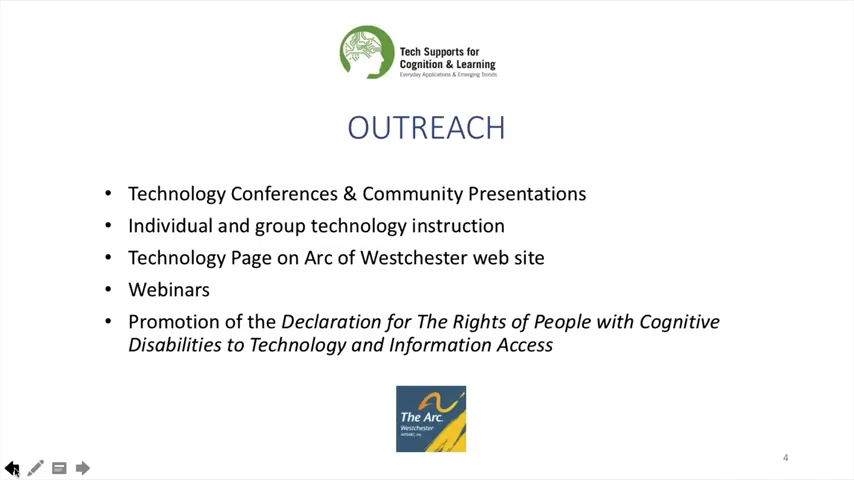 Tech Supports for
Cognition & Learning
Everyday Applications & Emerging Trends
OUTREACH
• Technology Conferences & Community Presentations
• Individual and group technology instruction
• Technology Page on Arc of Westchester web site
• Webinars
• Promotion of the Declaration for The Rights of People with Cognitive
Disabilities to Technology and Information Access
The Arc.
Westchester
4